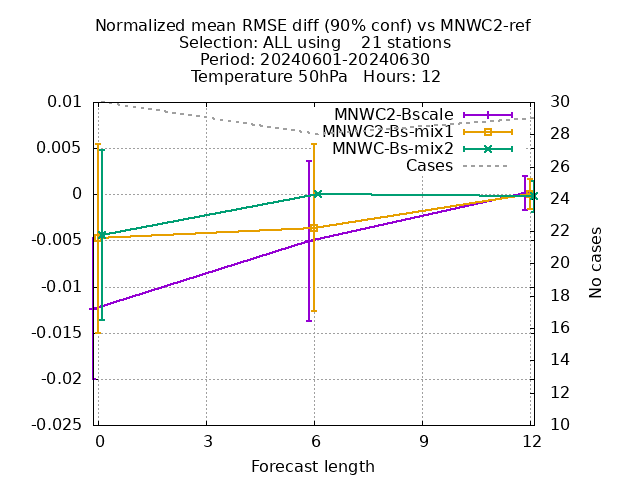 Normalized mean RMSE diff (90% conf) vs MNWC2-ref
Selection: ALL using    21 stations
Period: 20240601-20240630
Temperature 50hPa   Hours: 12
MNWC2-Bscale
MNWC2-Bs-mix1
MNWC-Bs-mix2
Cases
0.01
0.005
0
-0.005
-0.01
-0.015
-0.02
-0.025
30
28
26
24
22
20
18
16
14
12
10
No cases
0
3
6
9
12
Forecast length